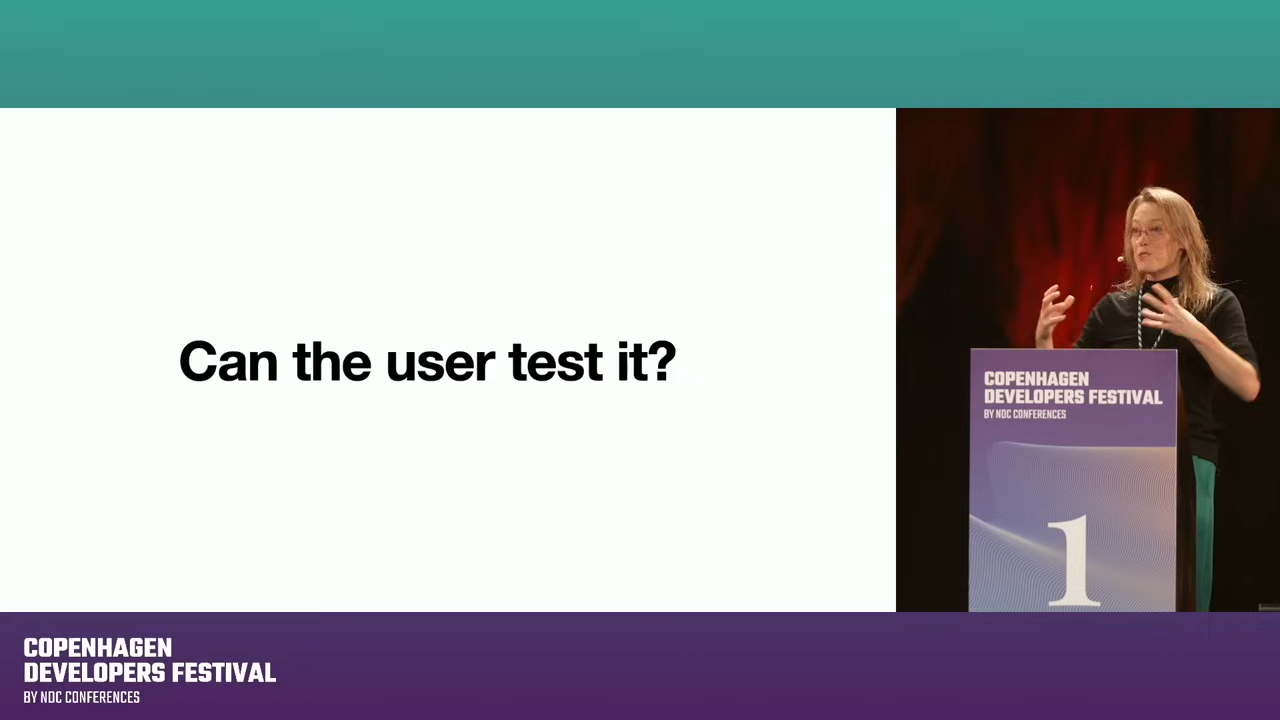 Can the user test it?
COPENHAGEN
DEVELOPERS FESTIVAL
BY NDC CONFERENCES
1
COPENHAGEN
DEVELOPERS FESTIVAL
BY NDC CONFERENCES